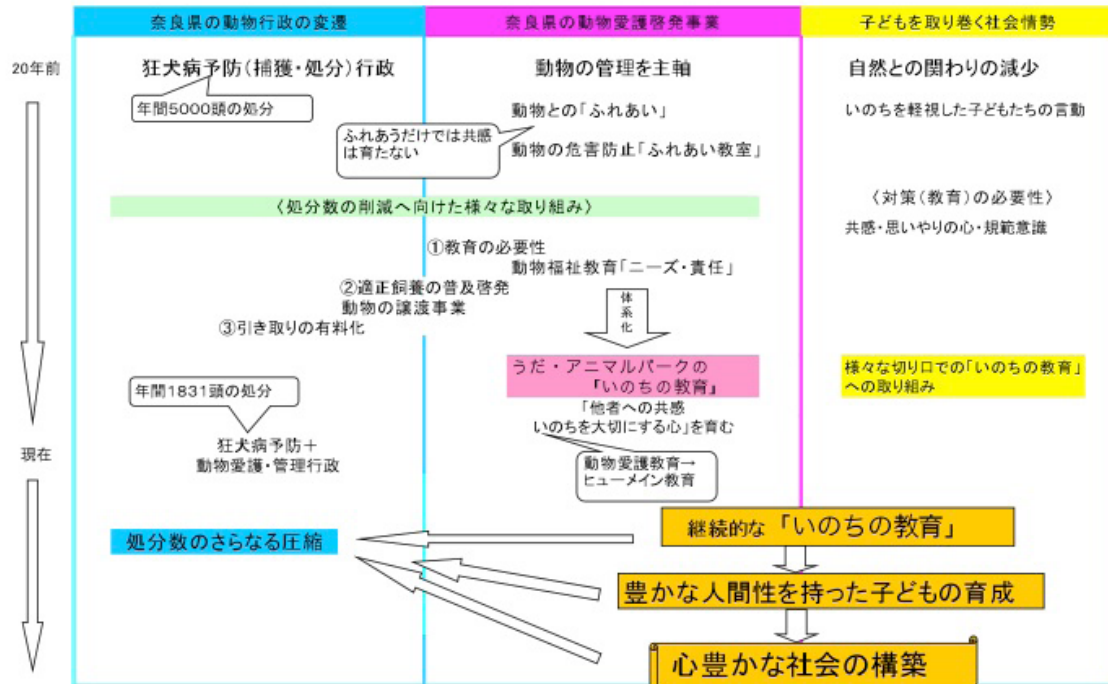 奈良県の動物行政の変遷
奈良県の動物愛護啓発事業
子どもを取り巻く社会情勢
20年前
狂犬病予防(捕獲・処分)行政
動物の管理を主軸
自然との関わりの減少
年間5000頭の処分
動物との「ふれあい」
いのちを軽視した子どもたちの言動
ふれあうだけでは共感
は育たない
動物の危害防止「ふれあい教室」
〈処分数の削減へ向けた様々な取り組み〉
〈対策(教育)の必要性〉
共感・思いやりの心・規範意識
①教育の必要性
動物福祉教育「ニーズ・責任」
②適正飼養の普及啓発
動物の譲渡事業
③引き取りの有料化
体系化
うだ・アニマルパークの
『いのちの教育』
様々な切り口での「いのちの教育」
への取り組み
年間1831頭の処分
「他者への共感
いのちを大切にする心」を育む
現在
狂犬病予防+
動物愛護・管理行政
動物愛護教育→
ヒューメイン教育
継続的な「いのちの教育」
処分数のさらなる圧縮
豊かな人間性を持った子どもの育成
心豊かな社会の構築